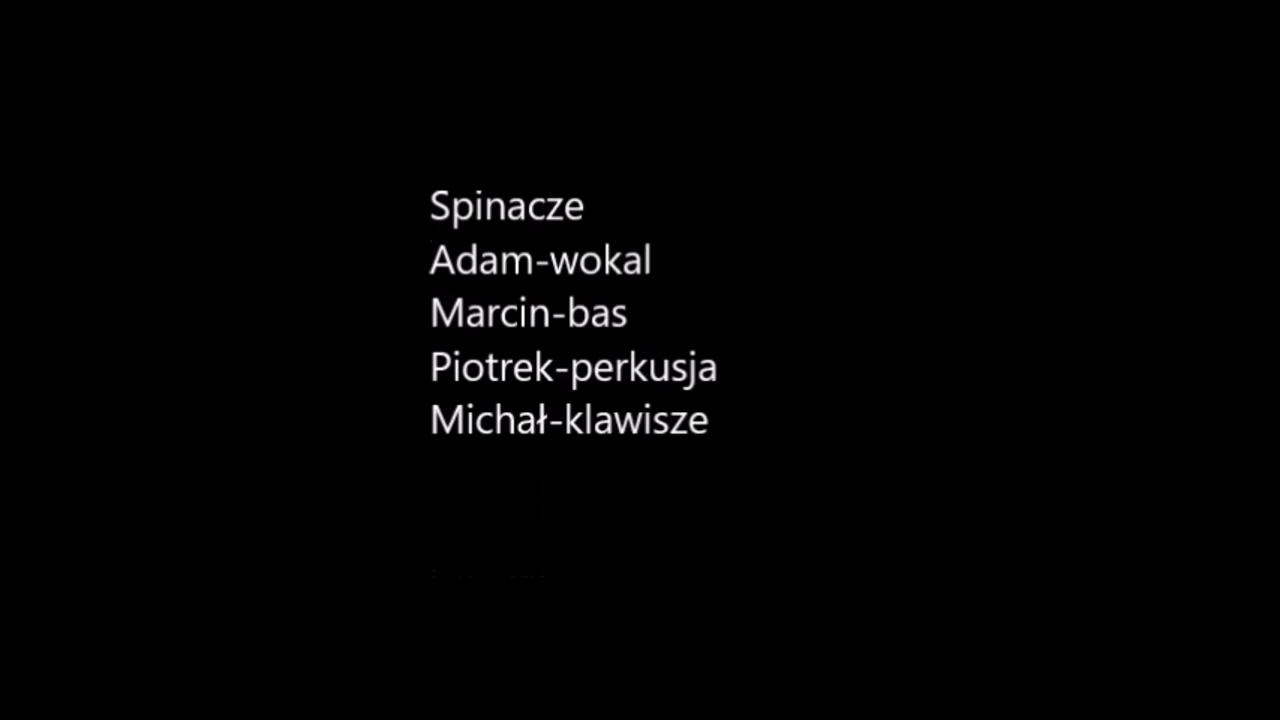 Spinacze
Adam-wokal
Marcin-bas
Piotrek-perkusja
Michał-klawisze